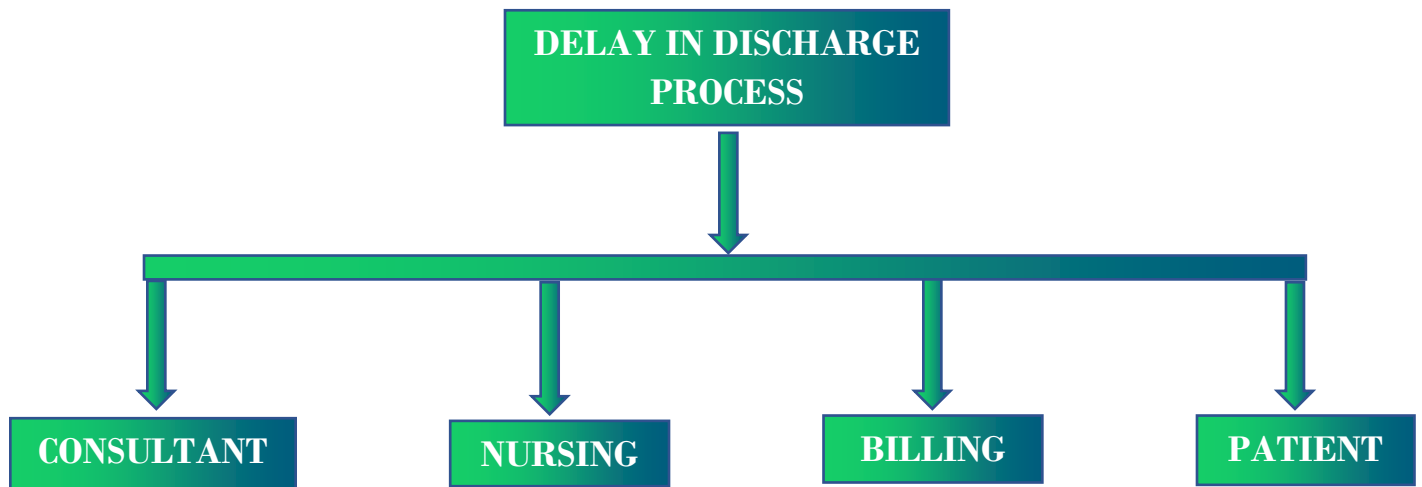 DELAY IN DISCHARGE
PROCESS
CONSULTANT
NURSING
BILLING
PATIENT